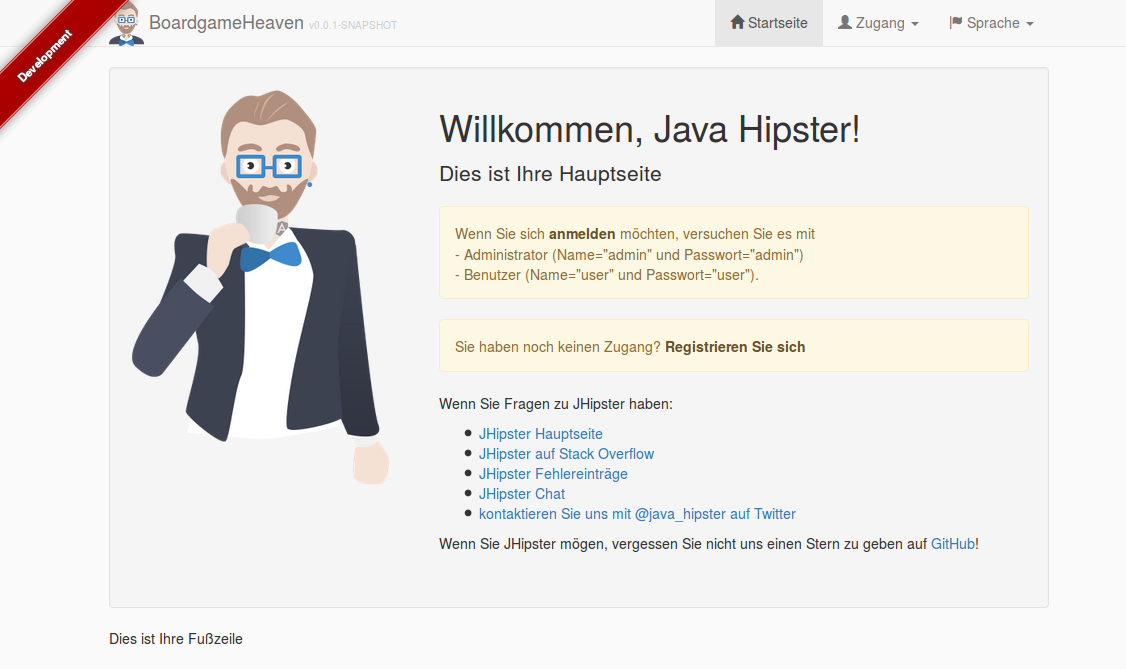 Development
BoardgameHeaven v0.0.1-SNAPSHOT
Startseite
Zugang
Sprache
Willkommen, Java Hipster!
Dies ist Ihre Hauptseite
Wenn Sie sich anmelden möchten, versuchen Sie es mit
- Administrator (Name="admin" und Passwort="admin")
- Benutzer (Name="user" und Passwort="user").
Sie haben noch keinen Zugang? Registrieren Sie sich
Wenn Sie Fragen zu JHipster haben:
JHipster Hauptseite
JHipster auf Stack Overflow
JHipster Fehlereinträge
JHipster Chat
kontaktieren Sie uns mit @java_hipster auf Twitter
Wenn Sie JHipster mögen, vergessen Sie nicht uns einen Stern zu geben auf GitHub!
Dies ist Ihre Fußzeile